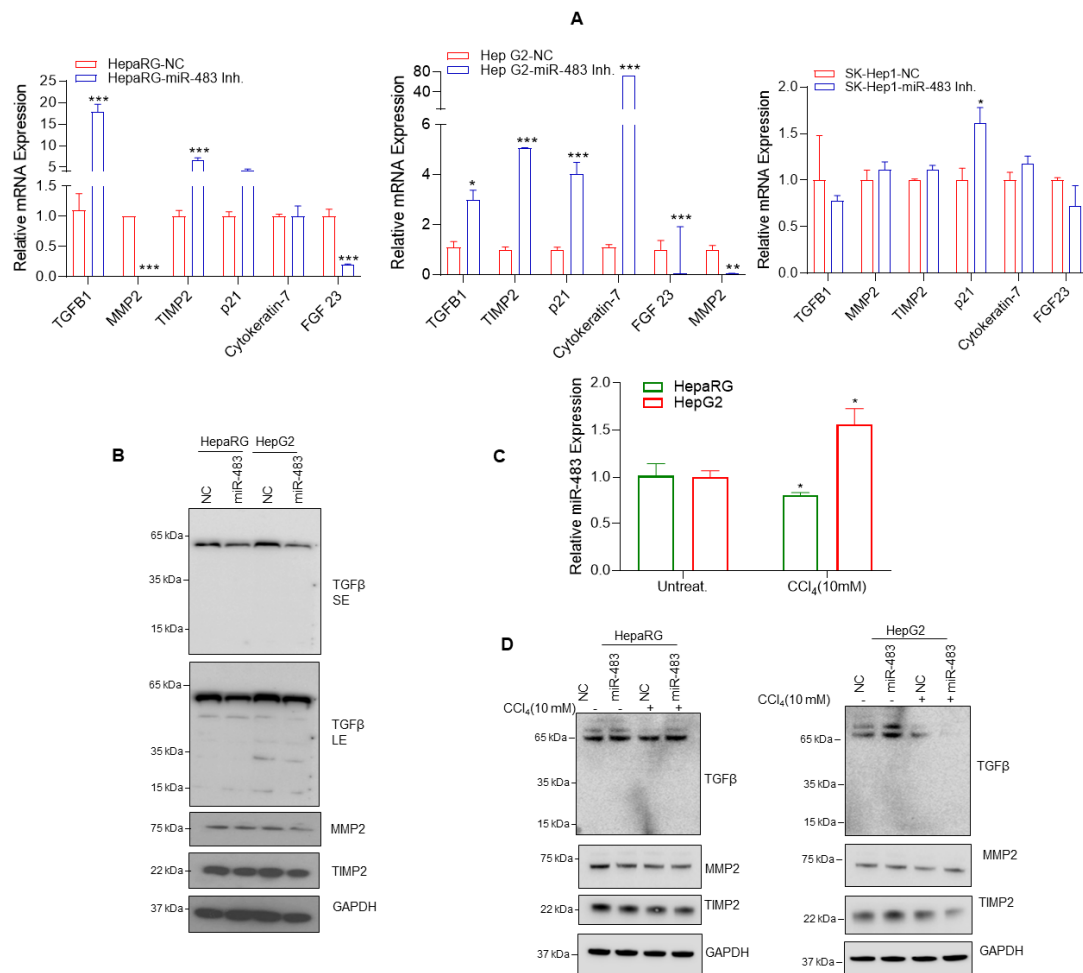 A
HepaRG-NC
HepaRG-miR-483 Inh.
Relative mRNA Expression
25
20
15
10
5
1.5
1.0
0.5
0.0
***
***
***
***
TGFB1
MMP2
TIMP2
p21
Cytokeratin-7
FGF 23
Hep G2-NC
Hep G2-miR-483 Inh.
Relative mRNA Expression
80
40
6
4
2
0
*
***
***
***
***
**
TGFB1
TIMP2
p21
Cytokeratin-7
FGF 23
MMP2
SK-Hep1-NC
SK-Hep1-miR-483 Inh.
Relative mRNA Expression
2.0
1.5
1.0
0.5
0.0
*
TGFB1
MMP2
TIMP2
p21
Cytokeratin-7
FGF23
B
HepaRG HepG2
NC
miR-483
NC
miR-483
65 kDa
35 kDa
15 kDa
TGFβ
SE
65 kDa
35 kDa
15 kDa
TGFβ
LE
75 kDa
MMP2
22 kDa
TIMP2
37 kDa
GAPDH
C
HepaRG
HepG2
Relative miR-483 Expression
2.0
1.5
1.0
0.5
0.0
*
*
Untreat.
CCl₄(10mM)
D
HepaRG
NC
miR-483
NC
miR-483
CCl₄(10 mM) - - + +
65 kDa
35 kDa
15 kDa
TGFβ
75 kDa
MMP2
22 kDa
TIMP2
37 kDa
GAPDH
HepG2
NC
miR-483
NC
miR-483
CCl₄(10 mM) - - + +
65 kDa
35 kDa
15 kDa
TGFβ
75 kDa
MMP2
22 kDa
TIMP2
37 kDa
GAPDH